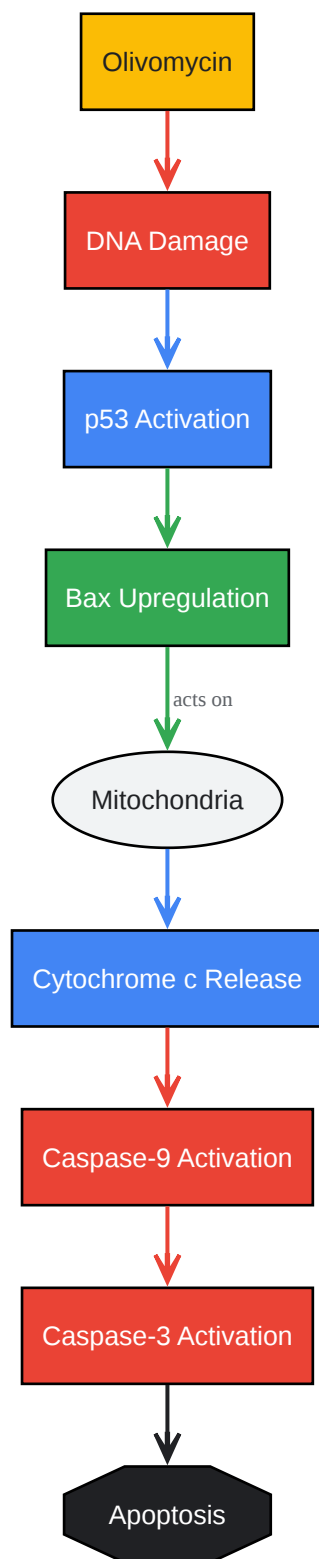 Olivomycin
DNA Damage
p53 Activation
Bax Upregulation
acts on
Mitochondria
Cytochrome c Release
Caspase-9 Activation
Caspase-3 Activation
Apoptosis